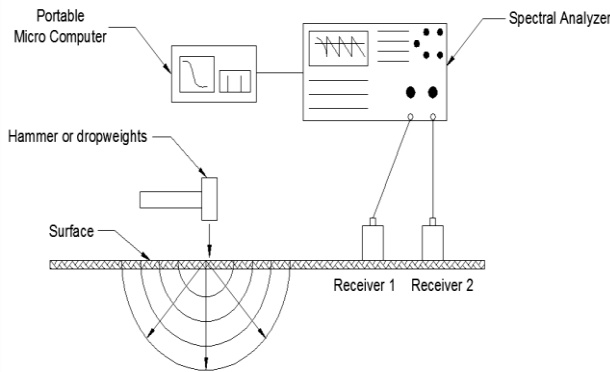 Portable
Micro Computer
Spectral Analyzer
Hammer or dropweights
Surface
Receiver 1
Receiver 2